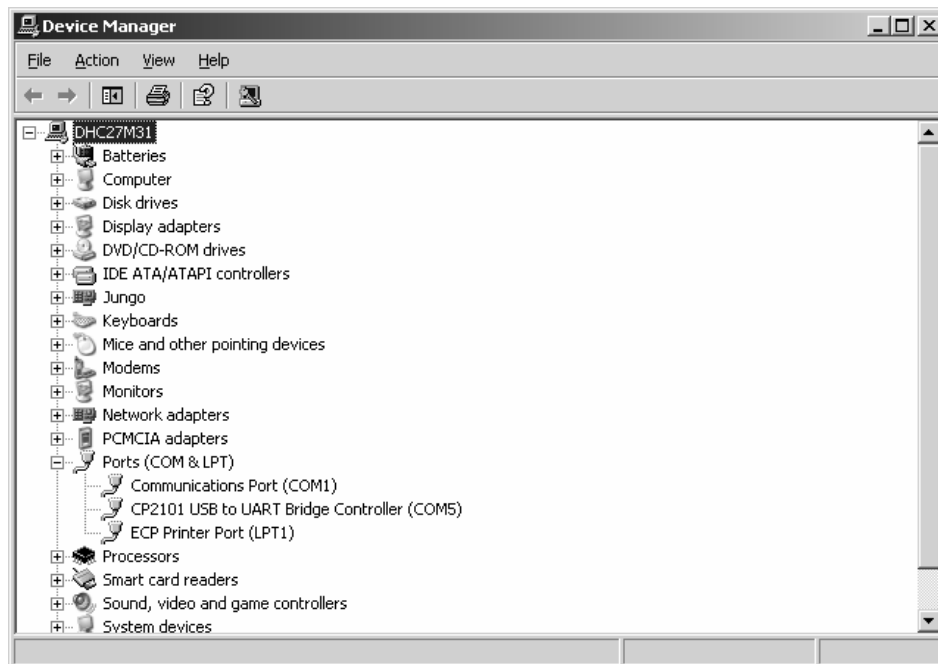 Device Manager
File Action View Help
DHC27M31
Batteries
Computer
Disk drives
Display adapters
DVD/CD-ROM drives
IDE ATA/ATAPI controllers
Jungo
Keyboards
Mice and other pointing devices
Modems
Monitors
Network adapters
PCMCIA adapters
Ports (COM & LPT)
Communications Port (COM1)
CP2101 USB to UART Bridge Controller (COM5)
ECP Printer Port (LPT1)
Processors
Smart card readers
Sound, video and game controllers
System devices